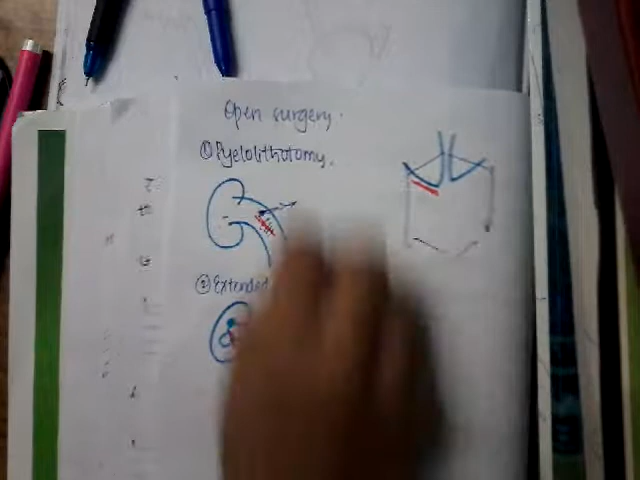 Open surgery.
① Pyelolithotomy.
② Extended